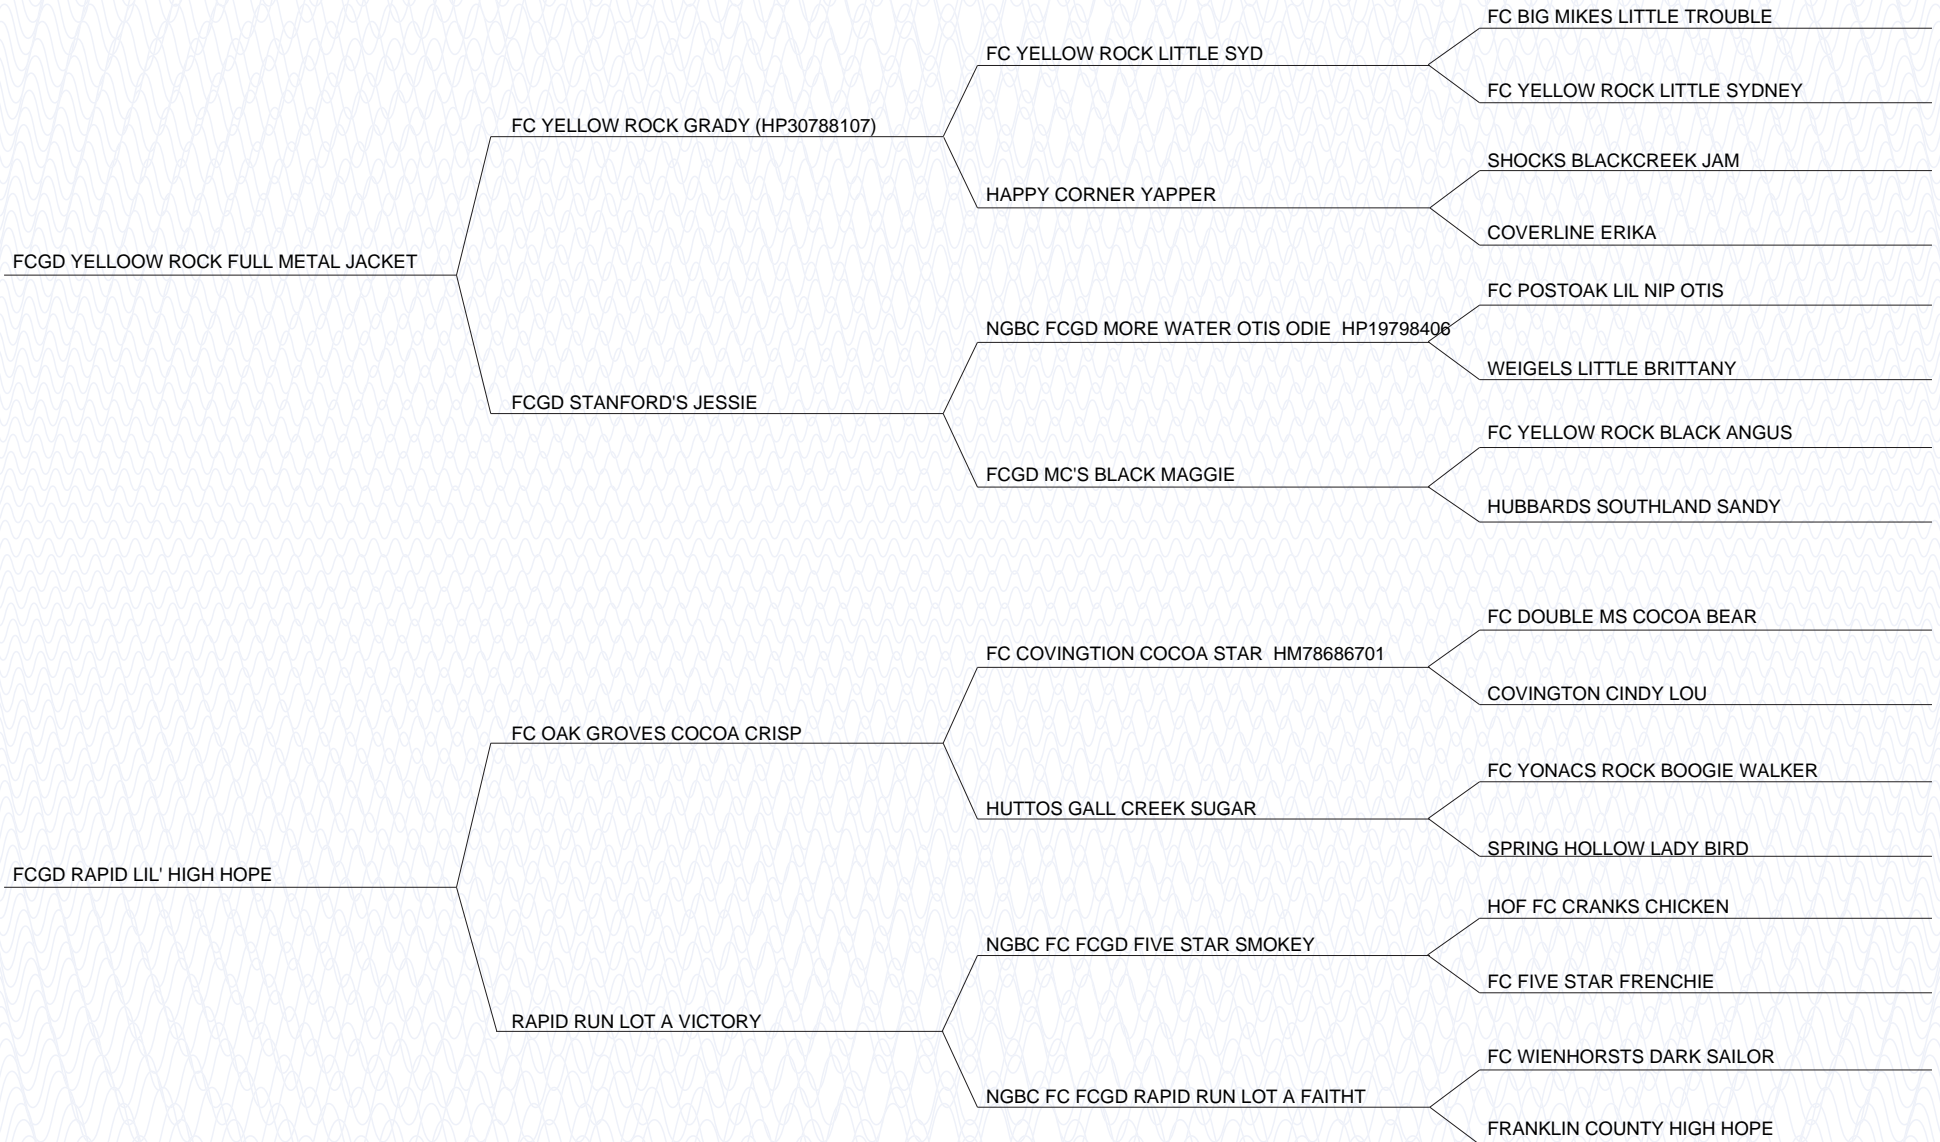 FC BIG MIKES LITTLE TROUBLE
FC YELLOW ROCK LITTLE SYD
FC YELLOW ROCK LITTLE SYDNEY
FC YELLOW ROCK GRADY (HP30788107)
SHOCKS BLACKCREEK JAM
HAPPY CORNER YAPPER
COVERLINE ERIKA
FCGD YELLOOW ROCK FULL METAL JACKET
FC POSTOAK LIL NIP OTIS
NGBC FCGD MORE WATER OTIS ODIE  HP19798406
WEIGELS LITTLE BRITTANY
FCGD STANFORD'S JESSIE
FC YELLOW ROCK BLACK ANGUS
FCGD MC'S BLACK MAGGIE
HUBBARDS SOUTHLAND SANDY
FC DOUBLE MS COCOA BEAR
FC COVINGTION COCOA STAR  HM78686701
COVINGTON CINDY LOU
FC OAK GROVES COCOA CRISP
FC YONACS ROCK BOOGIE WALKER
HUTTOS GALL CREEK SUGAR
SPRING HOLLOW LADY BIRD
FCGD RAPID LIL' HIGH HOPE
HOF FC CRANKS CHICKEN
NGBC FC FCGD FIVE STAR SMOKEY
FC FIVE STAR FRENCHIE
RAPID RUN LOT A VICTORY
FC WIENHORSTS DARK SAILOR
NGBC FC FCGD RAPID RUN LOT A FAITHT
FRANKLIN COUNTY HIGH HOPE